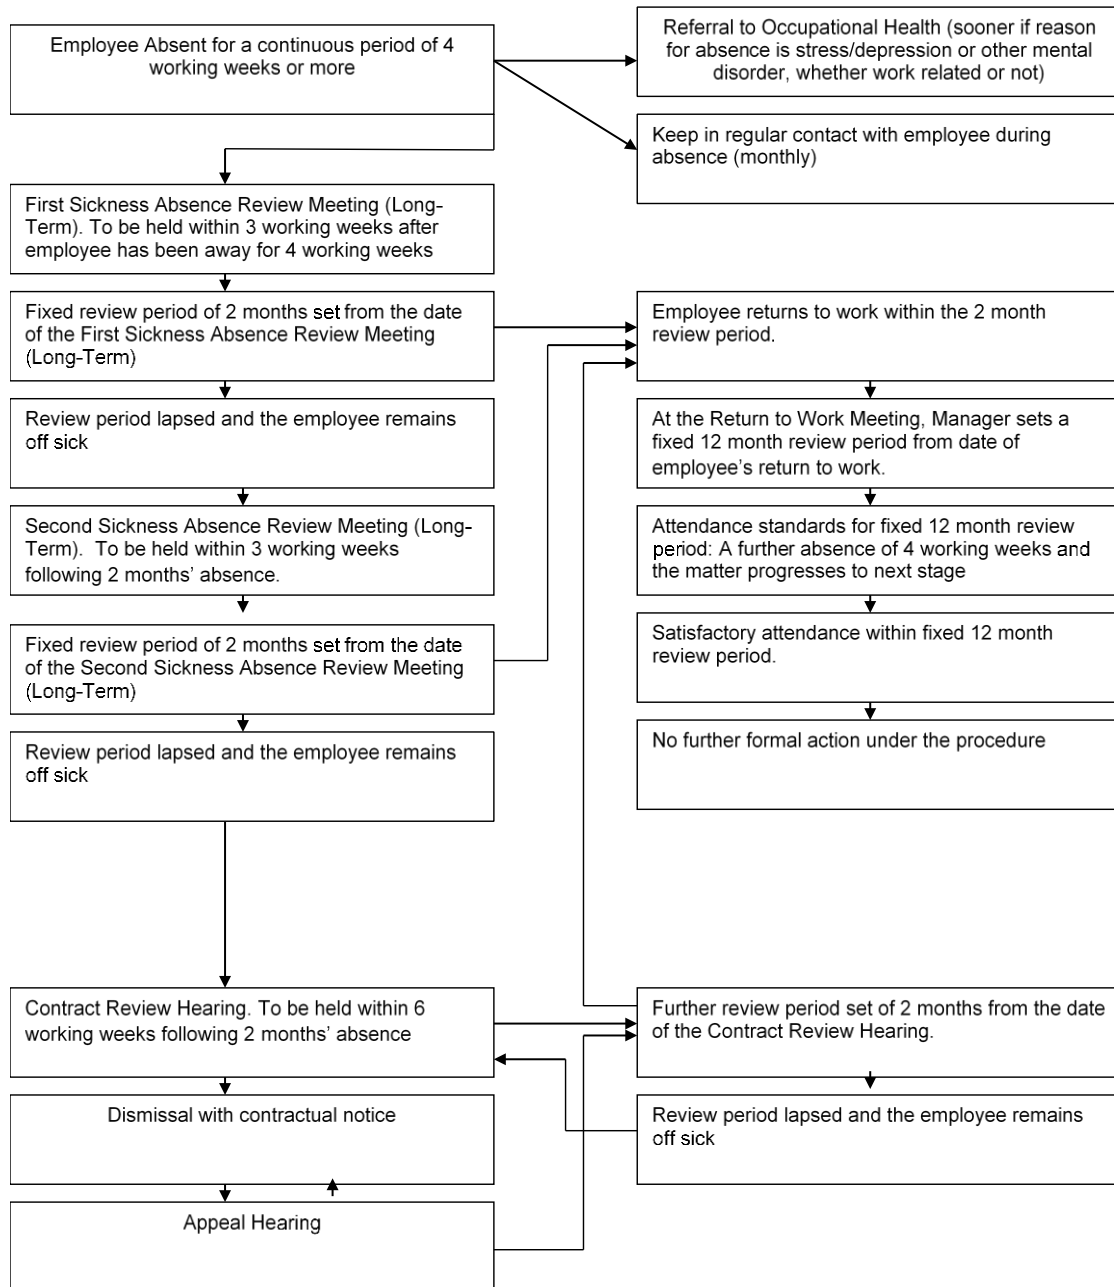 Employee Absent for a continuous period of 4
working weeks or more
Referral to Occupational Health (sooner if reason
for absence is stress/depression or other mental
disorder, whether work related or not)
Keep in regular contact with employee during
absence (monthly)
First Sickness Absence Review Meeting (Long-
Term). To be held within 3 working weeks after
employee has been away for 4 working weeks
Fixed review period of 2 months set from the date
of the First Sickness Absence Review Meeting
(Long-Term)
Employee returns to work within the 2 month
review period.
Review period lapsed and the employee remains
off sick
At the Return to Work Meeting, Manager sets a
fixed 12 month review period from date of
employee’s return to work.
Second Sickness Absence Review Meeting (Long-
Term).  To be held within 3 working weeks
following 2 months’ absence.
Attendance standards for fixed 12 month review
period: A further absence of 4 working weeks and
the matter progresses to next stage
Fixed review period of 2 months set from the date
of the Second Sickness Absence Review Meeting
(Long-Term)
Satisfactory attendance within fixed 12 month
review period.
Review period lapsed and the employee remains
off sick
No further formal action under the procedure
Contract Review Hearing. To be held within 6
working weeks following 2 months’ absence
Further review period set of 2 months from the date
of the Contract Review Hearing.
Dismissal with contractual notice
Review period lapsed and the employee remains
off sick
Appeal Hearing